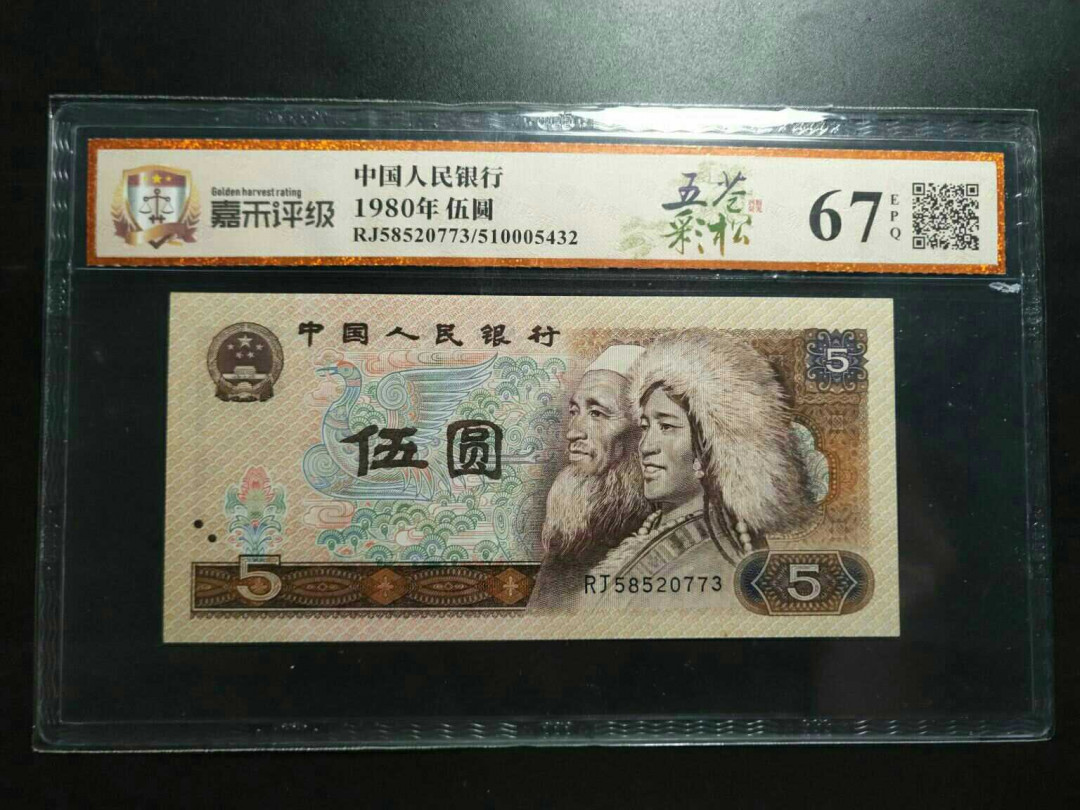 Golden harvest rating
嘉禾评级
中国人民银行
1980年 伍圓
RJ58520773/510005432
五彩
苍松
67
EPQ
中国人民银行
5
伍圆
5
RJ58520773
5